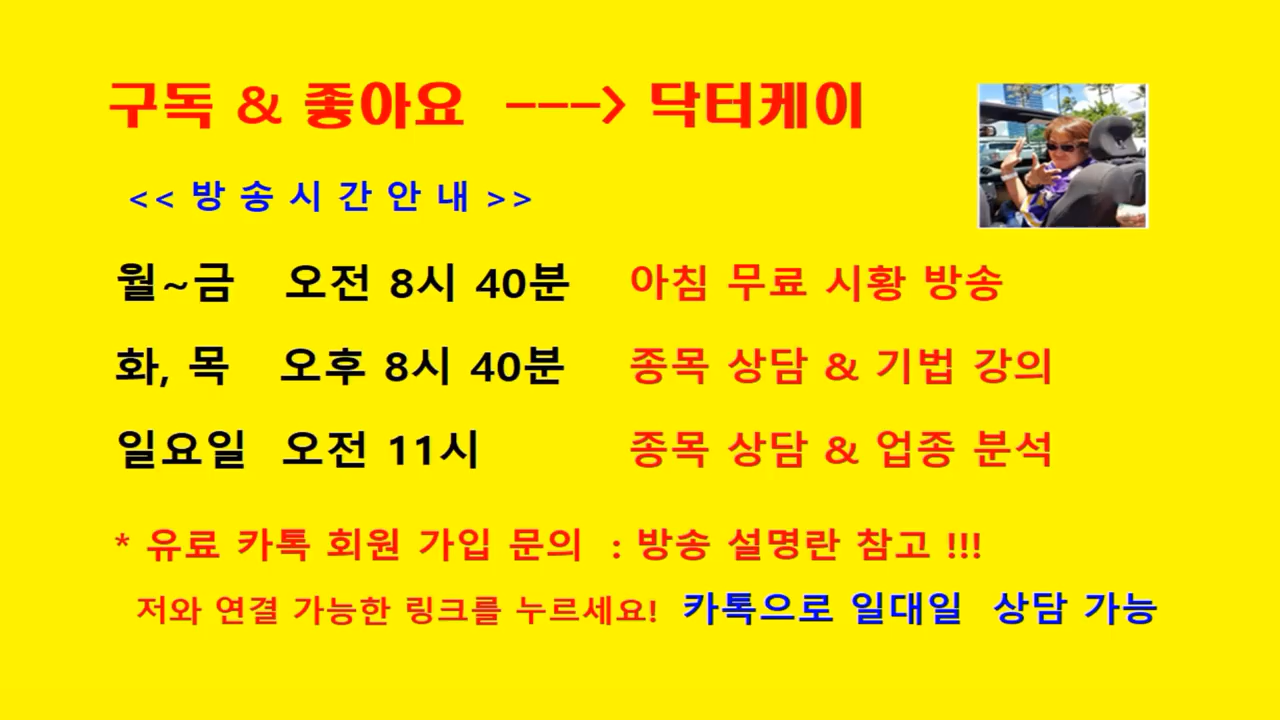 구독 & 좋아요 ---> 닥터케이
<< 방 송 시 간 안 내 >>
월~금 오전 8시 40분 아침 무료 시황 방송
화, 목 오후 8시 40분 종목 상담 & 기법 강의
일요일 오전 11시 종목 상담 & 업종 분석
* 유료 카톡 회원 가입 문의 : 방송 설명란 참고 !!!
저와 연결 가능한 링크를 누르세요! 카톡으로 일대일 상담 가능